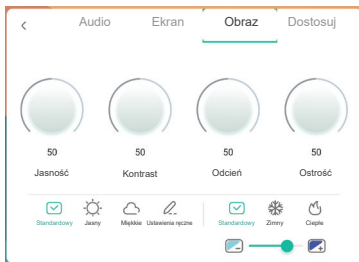 Audio Ekran Obraz Dostosuj
50 50 50 50
Jasność Kontrast Odcień Ostrość
Standardowy Jasny Miękkie Ustawienia ręczne Standardowy Zimny Ciepłe